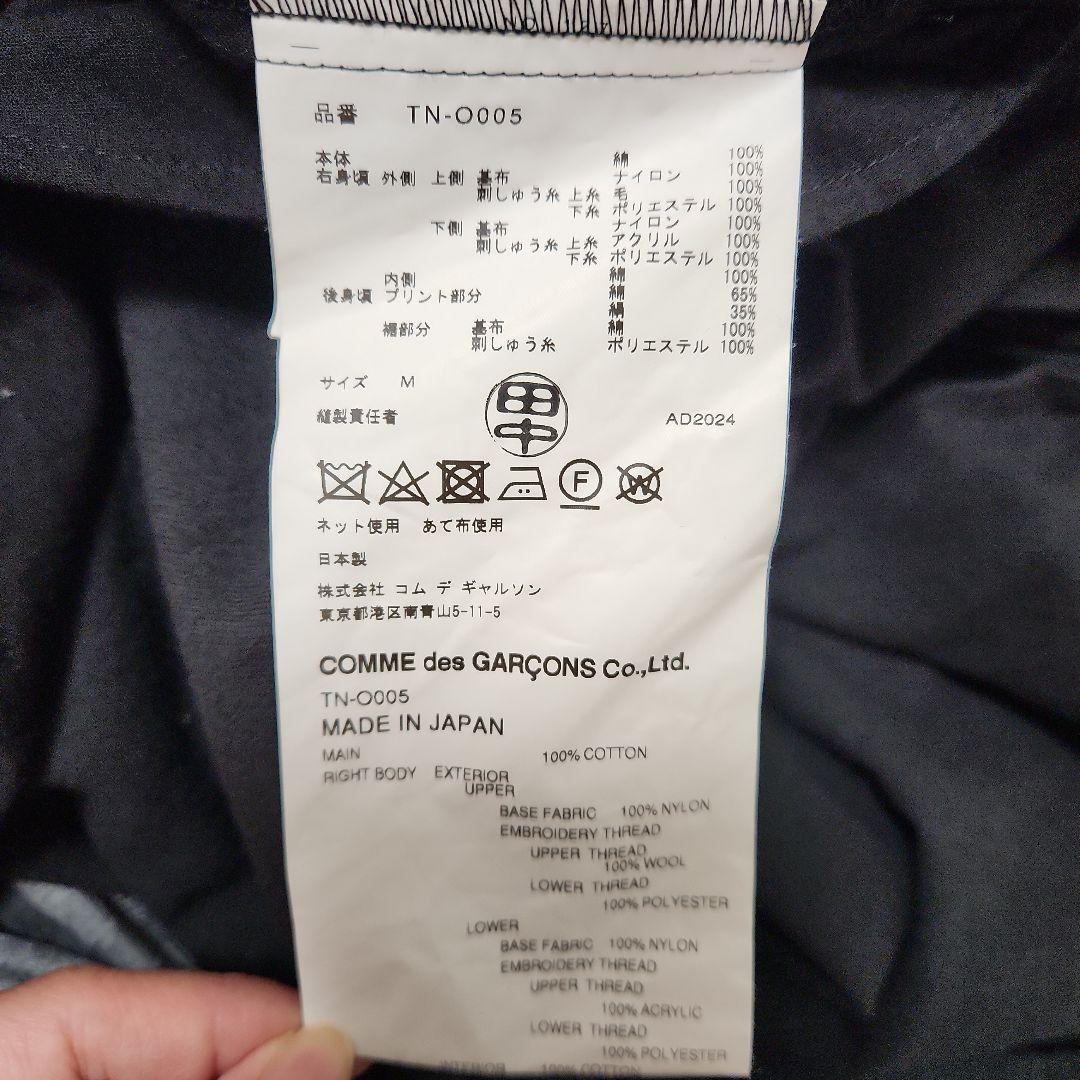 品番 TN-O005
本体 綿 100%
右身頃 外側 上側 基布 ナイロン 100%
刺しゅう糸 上糸 毛 100%
下糸 ポリエステル 100%
下側 基布 ナイロン 100%
刺しゅう糸 上糸 アクリル 100%
下糸 ポリエステル 100%
内側 綿 100%
後身頃 プリント部分 綿 65%
絹 35%
裾部分 基布 綿 100%
刺しゅう糸 ポリエステル 100%
サイズ M
縫製責任者 田中 AD2024
F W
ネット使用 あて布使用
日本製
株式会社 コム デ ギャルソン
東京都港区南青山5-11-5
COMME des GARÇONS Co.,Ltd.
TN-O005
MADE IN JAPAN
MAIN 100% COTTON
RIGHT BODY EXTERIOR
UPPER
BASE FABRIC 100% NYLON
EMBROIDERY THREAD
UPPER THREAD
100% WOOL
LOWER THREAD
100% POLYESTER
LOWER
BASE FABRIC 100% NYLON
EMBROIDERY THREAD
UPPER THREAD
100% ACRYLIC
LOWER THREAD
100% POLYESTER
INTERIOR 100% COTTON